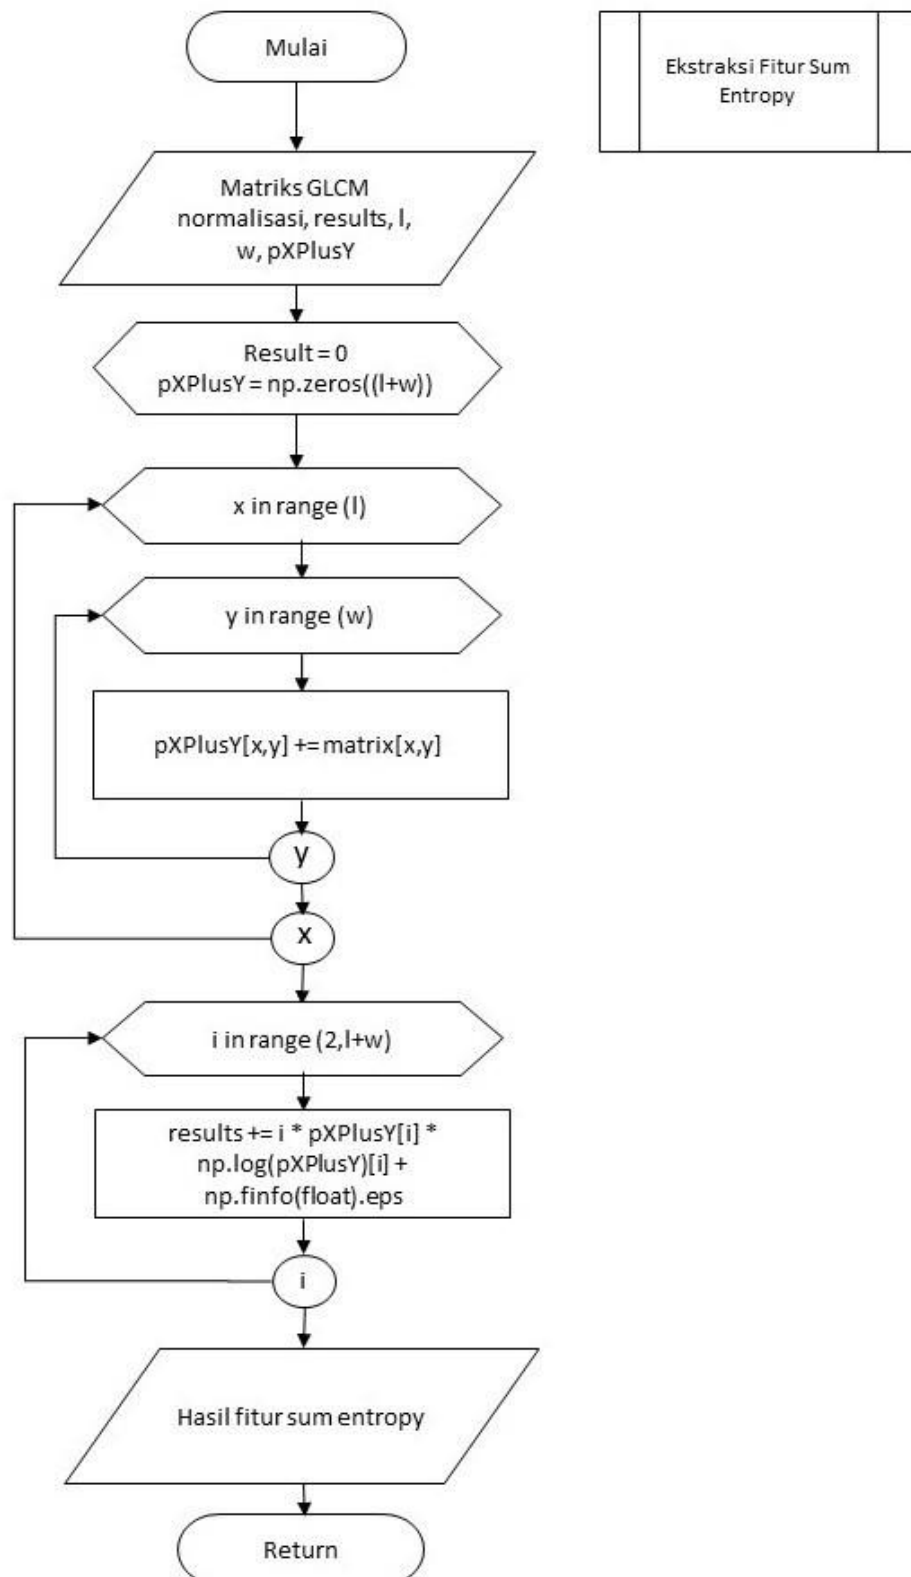 Mulai
Ekstraksi Fitur Sum
Entropy
Matriks GLCM
normalisasi, results, l,
w, pXPlusY
Result = 0
pXPlusY = np.zeros((l+w))
x in range (l)
y in range (w)
pXPlusY[x,y] += matrix[x,y]
y
x
i in range (2,l+w)
results += i * pXPlusY[i] *
np.log(pXPlusY)[i] +
np.finfo(float).eps
i
Hasil fitur sum entropy
Return